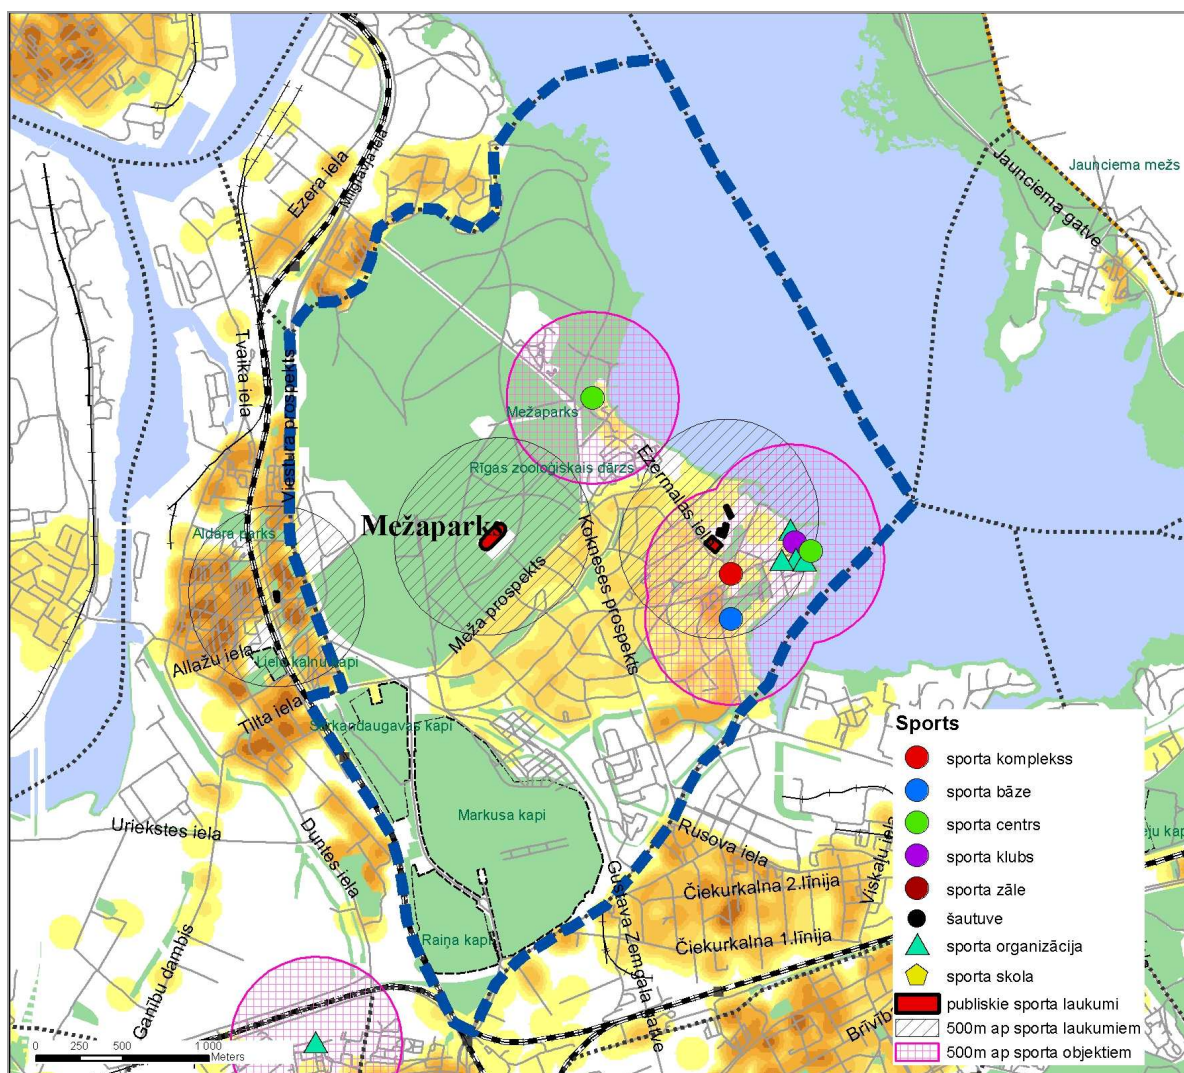 Ezera iela
Mīlgrāvja iela
Jaunciema mežs
Jaunciema gatve
Tvaika iela
Viestura prospekts
Mežaparks
Rīgas zooloģiskais dārzs
Ezermalas iela
Mežaparks
Kokneses prospekts
Meža prospekts
Aldara parks
Allažu iela
Lielie kalnu kapi
Tilta iela
Sarkandaugavas kapi
Markusa kapi
Uriekstes iela
Duntes iela
Rusova iela
Viskaļu iela
Čiekurkalna 2.līnija
Čiekurkalna 1.līnija
Gustava Zemgala gatve
Raiņa kapi
Ganību dambis
Sports
sporta komplekss
sporta bāze
sporta centrs
sporta klubs
sporta zāle
šautuve
sporta organizācija
sporta skola
publiskie sporta laukumi
500m ap sporta laukumiem
500m ap sporta objektiem
0 250 500 1 000
Meters